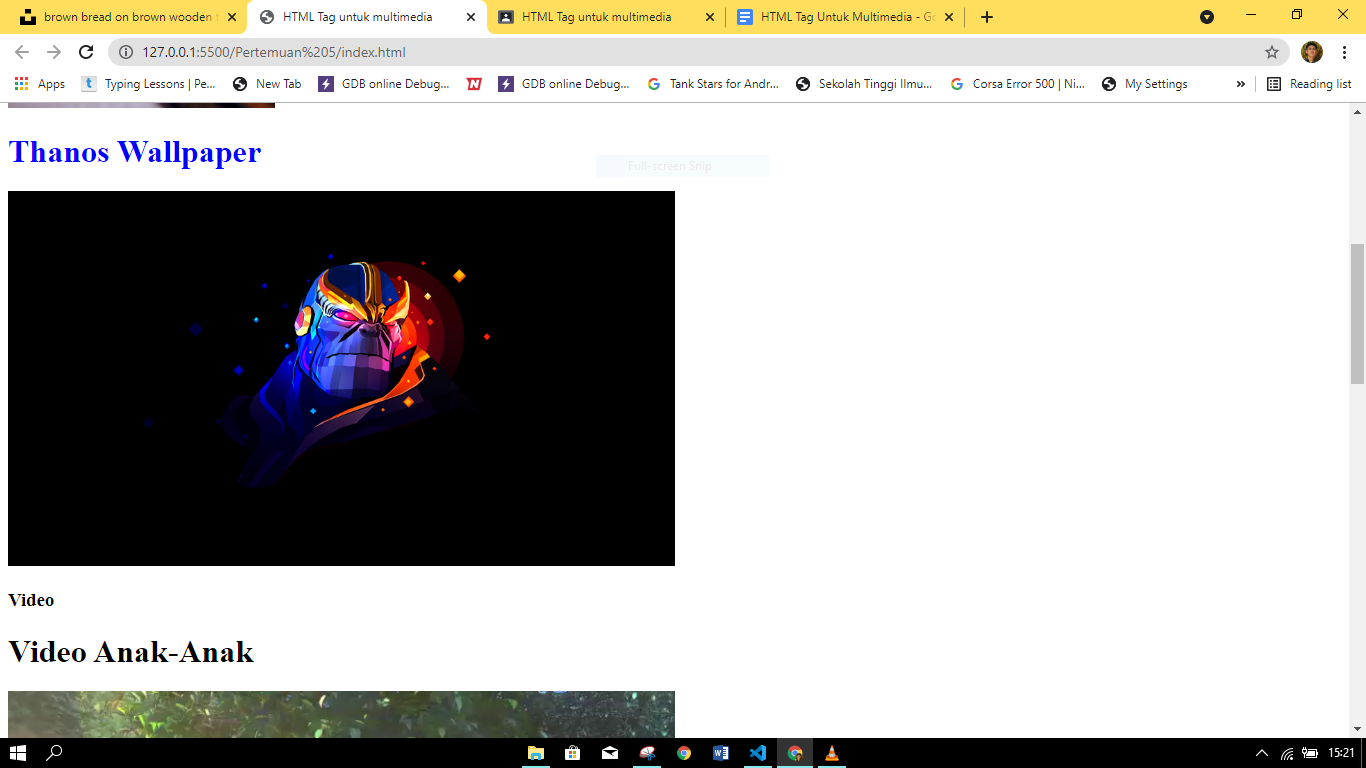 brown bread on brown wooden t
HTML Tag untuk multimedia
HTML Tag untuk multimedia
HTML Tag Untuk Multimedia - Go
127.0.0.1:5500/Pertemuan%205/index.html
Apps
Typing Lessons | Pe...
New Tab
GDB online Debug...
GDB online Debug...
Tank Stars for Andr...
Sekolah Tinggi Ilmu...
Corsa Error 500 | Ni...
My Settings
»
Reading list
Thanos Wallpaper
Full-screen Snip
Video
Video Anak-Anak
15:21